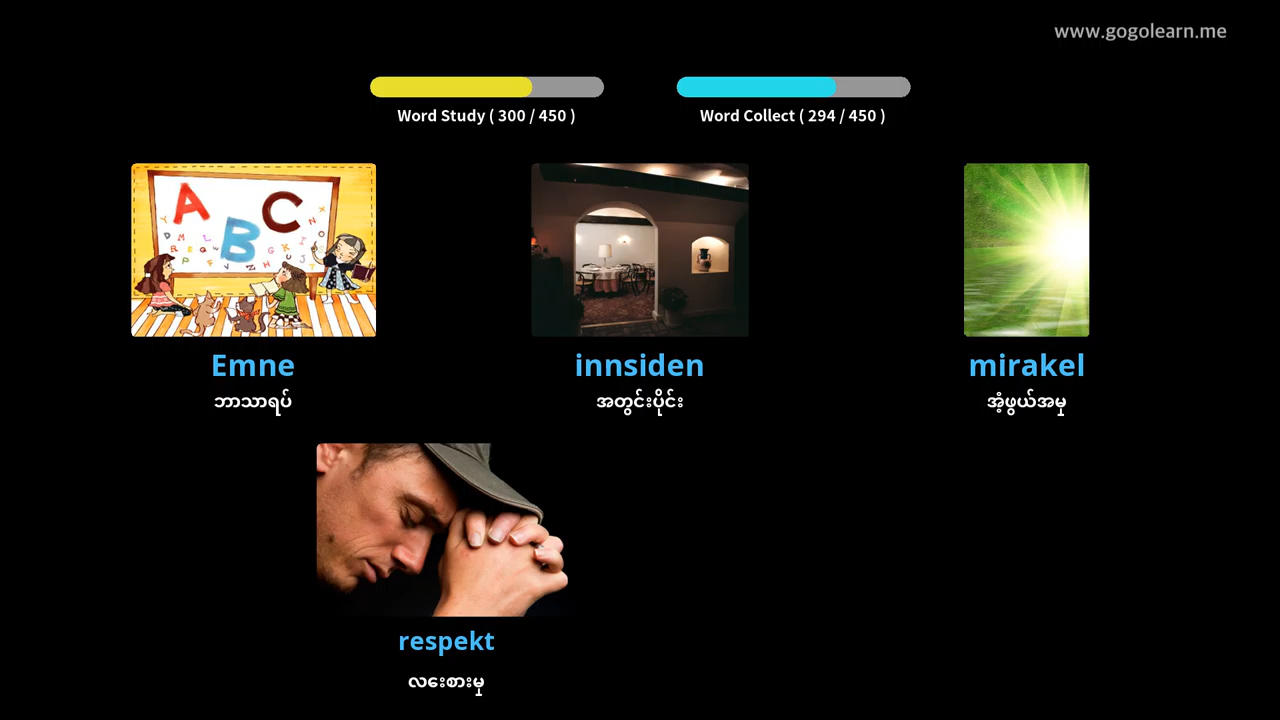 www.gogolearn.me
Word Study ( 300 / 450 )
Word Collect ( 294 / 450 )
A
B
C
Emne
innsiden
mirakel
ဘာသာရပ်
အတွင်းပိုင်း
အံ့ဖွယ်အမှု
respekt
လေးစားမှု